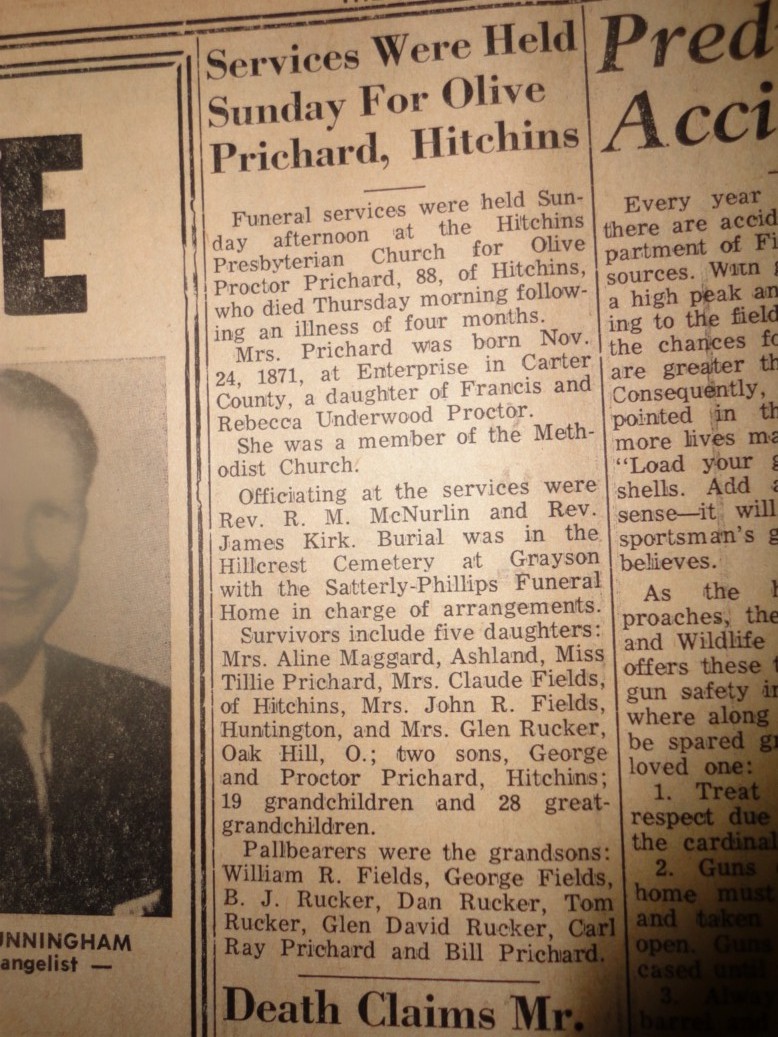 E
UNNINGHAM
angelist —
Services Were Held
Sunday For Olive
Prichard, Hitchins
Funeral services were held Sun-
day afternoon at the Hitchins
Presbyterian Church for Olive
Proctor Prichard, 88, of Hitchins,
who died Thursday morning follow-
ing an illness of four months.
Mrs. Prichard was born Nov.
24, 1871, at Enterprise in Carter
County, a daughter of Francis and
Rebecca Underwood Proctor.
She was a member of the Meth-
odist Church.
Officiating at the services were
Rev. R. M. McNurlin and Rev.
James Kirk. Burial was in the
Hillcrest Cemetery at Grayson
with the Satterly-Phillips Funeral
Home in charge of arrangements.
Survivors include five daughters:
Mrs. Aline Maggard, Ashland, Miss
Tillie Prichard, Mrs. Claude Fields,
of Hitchins, Mrs. John R. Fields,
Huntington, and Mrs. Glen Rucker,
Oak Hill, O.; two sons, George
and Proctor Prichard, Hitchins;
19 grandchildren and 28 great-
grandchildren.
Pallbearers were the grandsons:
William R. Fields, George Fields,
B. J. Rucker, Dan Rucker, Tom
Rucker, Glen David Rucker, Carl
Ray Prichard and Bill Prichard.
Death Claims Mr.
Pred
Acci
Every year
there are accid
partment of Fi
sources. With
a high peak an
ing to the field
the chances fo
are greater th
Consequently,
pointed in th
more lives ma
"Load your g
shells. Add a
sense—it will
sportsman's g
believes.
As the h
proaches, the
and Wildlife
offers these t
gun safety in
where along
be spared gr
loved one:
1. Treat
respect due
the cardinal
2. Guns
home must
and taken
open. Guns
cased until
3. Alway
barrel and